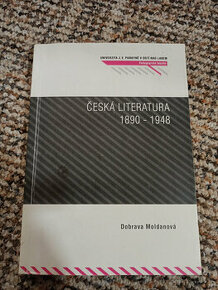 UNIVERZITA J. E. PURKYNĚ V ÚSTÍ NAD LABEM
ČESKÁ LITERATURA
1890 - 1948
Dobrava Moldanová